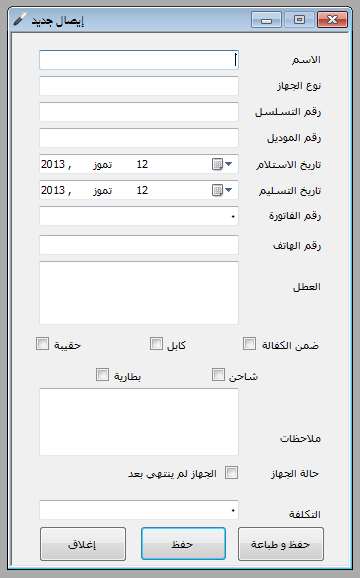 إيصال جديد
الاسم
نوع الجهاز
رقم التسلسل
رقم الموديل
تاريخ الاستلام 12 تموز , 2013
تاريخ التسليم 12 تموز , 2013
رقم الفاتورة ٠
رقم الهاتف
العطل
ضمن الكفالة كابل حقيبة
شاحن بطارية
ملاحظات
حالة الجهاز الجهاز لم ينتهي بعد
التكلفة ٠
حفظ و طباعة حفظ إغلاق